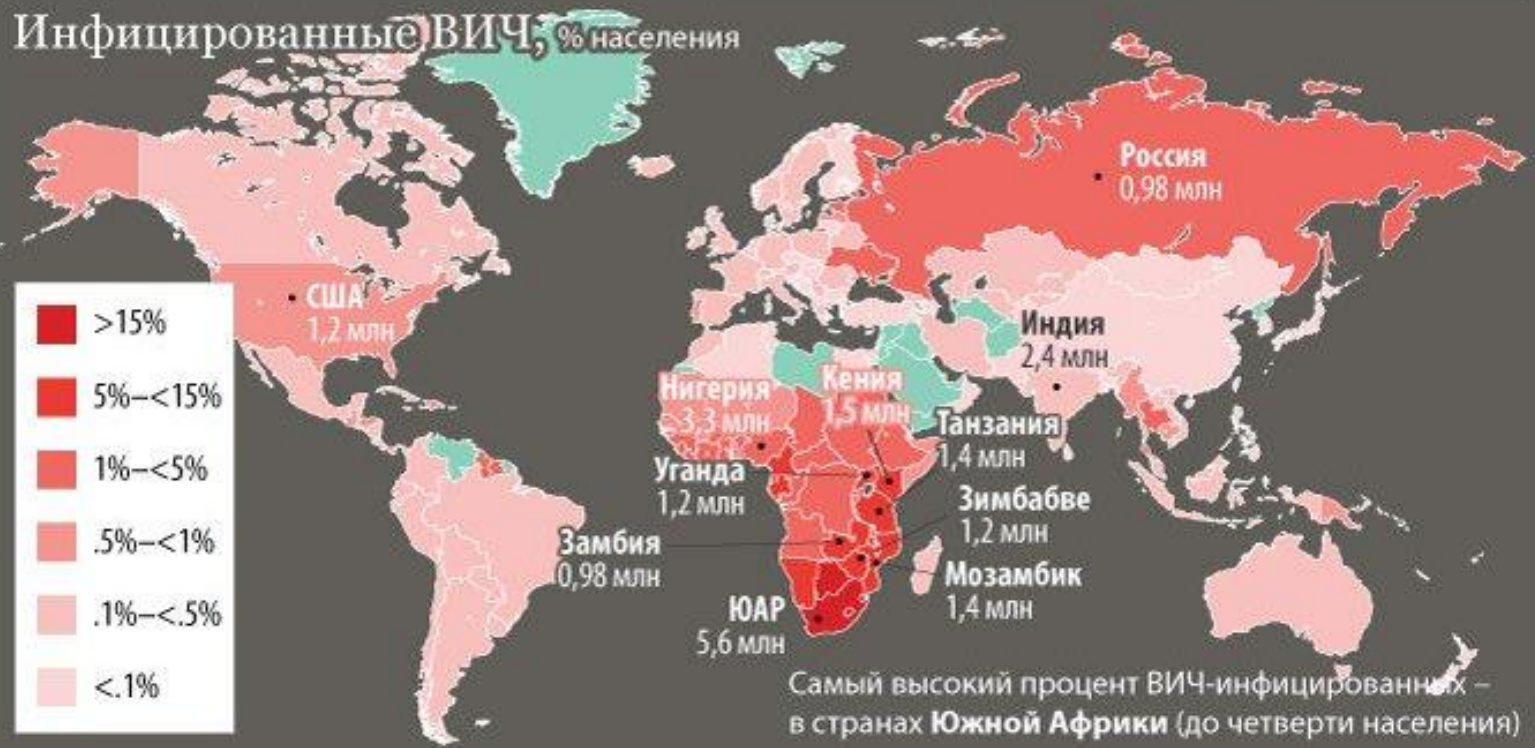 Инфицированные ВИЧ, % населения
Россия
0,98 млн
США
1,2 млн
>15%
5%–<15%
1%–<5%
.5%–<1%
.1%–<.5%
<.1%
Индия
2,4 млн
Нигерия
3,3 млн
Кения
1,5 млн
Танзания
1,4 млн
Уганда
1,2 млн
Зимбабве
1,2 млн
Замбия
0,98 млн
Мозамбик
1,4 млн
ЮАР
5,6 млн
Самый высокий процент ВИЧ-инфицированных –
в странах Южной Африки (до четверти населения)